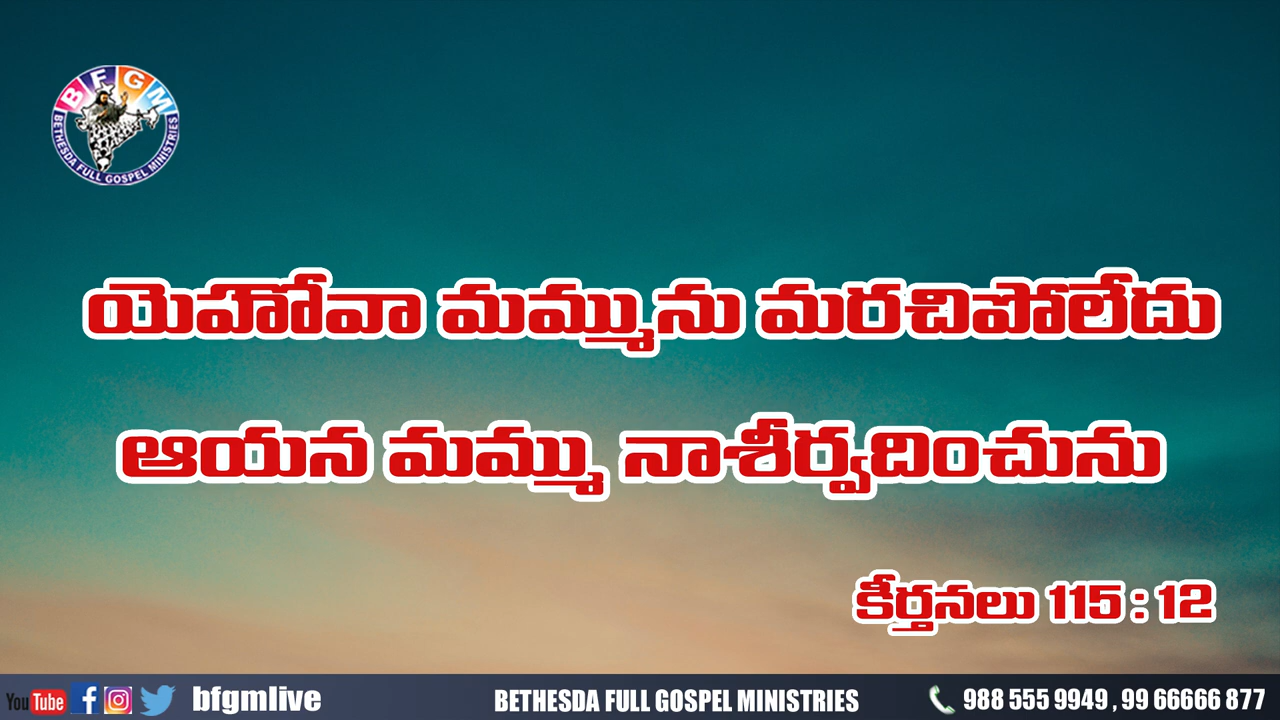 BFGM
BETHESDA FULL GOSPEL MINISTRIES
యెహోవా మమ్మును మరచిపోలేదు
ఆయన మమ్ము నాశీర్వదించును
కీర్తనలు 115 : 12
YouTube bfgmlive BETHESDA FULL GOSPEL MINISTRIES 988 555 9949 , 99 66666 877